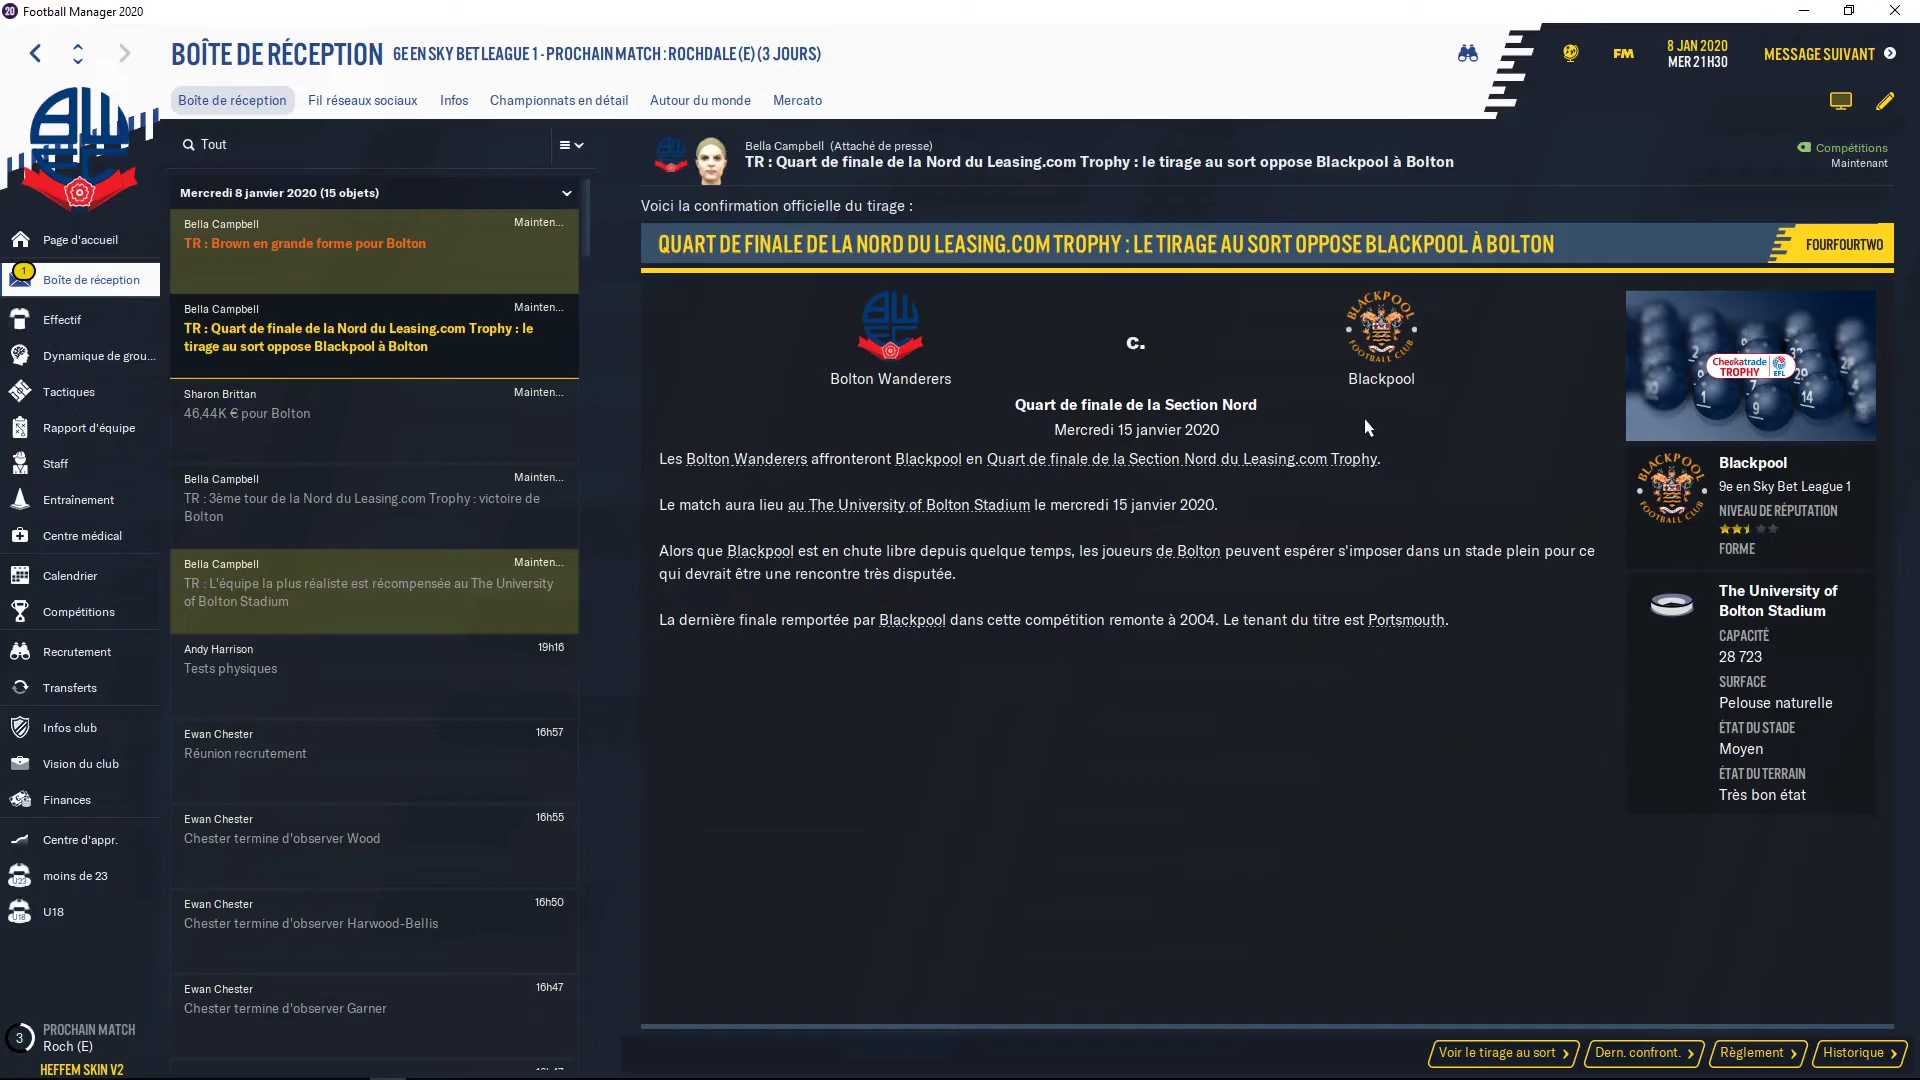 Football Manager 2020
BOÎTE DE RÉCEPTION
6E EN SKY BET LEAGUE 1 - PROCHAIN MATCH : ROCHDALE (E) (3 JOURS)
FM
8 JAN 2020
MER 21H30
MESSAGE SUIVANT
Boîte de réception
Fil réseaux sociaux
Infos
Championnats en détail
Autour du monde
Mercato
Page d'accueil
1
Boîte de réception
Effectif
Dynamique de grou...
Tactiques
Rapport d'équipe
Staff
Entraînement
Centre médical
Calendrier
Compétitions
Recrutement
Transferts
Infos club
Vision du club
Finances
Centre d'appr.
U23
moins de 23
U18
U18
3
PROCHAIN MATCH
Roch (E)
HEFFEM SKIN V2
Tout
Mercredi 8 janvier 2020 (15 objets)
Bella Campbell
Mainten...
TR : Brown en grande forme pour Bolton
Bella Campbell
Mainten...
TR : Quart de finale de la Nord du Leasing.com Trophy : le
tirage au sort oppose Blackpool à Bolton
Sharon Brittan
Mainten...
46,44K € pour Bolton
Bella Campbell
Mainten...
TR : 3ème tour de la Nord du Leasing.com Trophy : victoire de
Bolton
Bella Campbell
Mainten...
TR : L'équipe la plus réaliste est récompensée au The University
of Bolton Stadium
Andy Harrison
19h16
Tests physiques
Ewan Chester
16h57
Réunion recrutement
Ewan Chester
16h55
Chester termine d'observer Wood
Ewan Chester
16h50
Chester termine d'observer Harwood-Bellis
Ewan Chester
16h47
Chester termine d'observer Garner
Bella Campbell (Attaché de presse)
TR : Quart de finale de la Nord du Leasing.com Trophy : le tirage au sort oppose Blackpool à Bolton
Compétitions
Maintenant
Voici la confirmation officielle du tirage :
QUART DE FINALE DE LA NORD DU LEASING.COM TROPHY : LE TIRAGE AU SORT OPPOSE BLACKPOOL À BOLTON
FOURFOURTWO
BLACKPOOL
FOOTBALL CLUB
c.
Bolton Wanderers
Blackpool
Quart de finale de la Section Nord
Mercredi 15 janvier 2020
Les Bolton Wanderers affronteront Blackpool en Quart de finale de la Section Nord du Leasing.com Trophy.
Le match aura lieu au The University of Bolton Stadium le mercredi 15 janvier 2020.
Alors que Blackpool est en chute libre depuis quelque temps, les joueurs de Bolton peuvent espérer s'imposer dans un stade plein pour ce
qui devrait être une rencontre très disputée.
La dernière finale remportée par Blackpool dans cette compétition remonte à 2004. Le tenant du titre est Portsmouth.
Checkatrade
TROPHY
EFL
1
7
9
14
BLACKPOOL
FOOTBALL CLUB
Blackpool
9e en Sky Bet League 1
NIVEAU DE RÉPUTATION
FORME
The University of
Bolton Stadium
CAPACITÉ
28 723
SURFACE
Pelouse naturelle
ÉTAT DU STADE
Moyen
ÉTAT DU TERRAIN
Très bon état
Voir le tirage au sort
Dern. confront.
Règlement
Historique